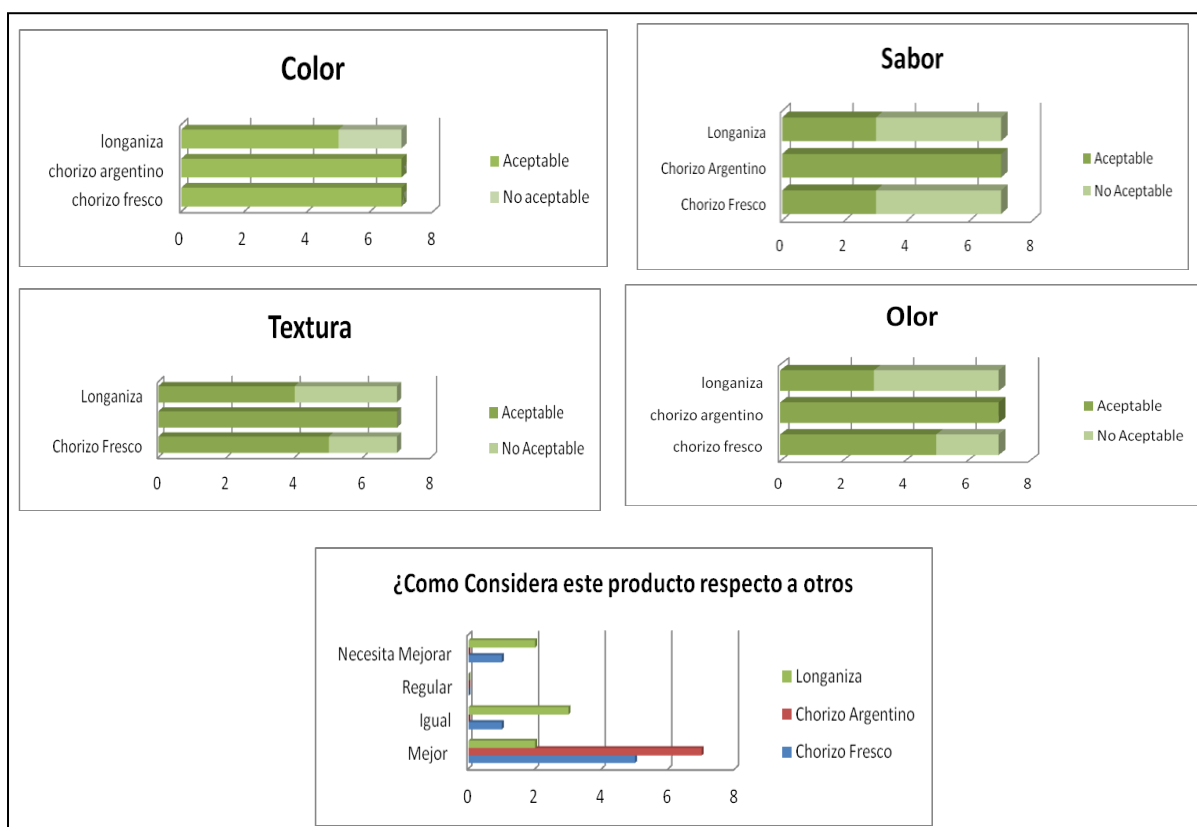 Color
longaniza
chorizo argentino
chorizo fresco
0 2 4 6 8
Aceptable
No aceptable
Sabor
Longaniza
Chorizo Argentino
Chorizo Fresco
0 2 4 6 8
Aceptable
No Aceptable
Textura
Longaniza
Chorizo Fresco
0 2 4 6 8
Aceptable
No Aceptable
Olor
longaniza
chorizo argentino
chorizo fresco
0 2 4 6 8
Aceptable
No Aceptable
¿Como Considera este producto respecto a otros
Necesita Mejorar
Regular
Igual
Mejor
0 2 4 6 8
Longaniza
Chorizo Argentino
Chorizo Fresco